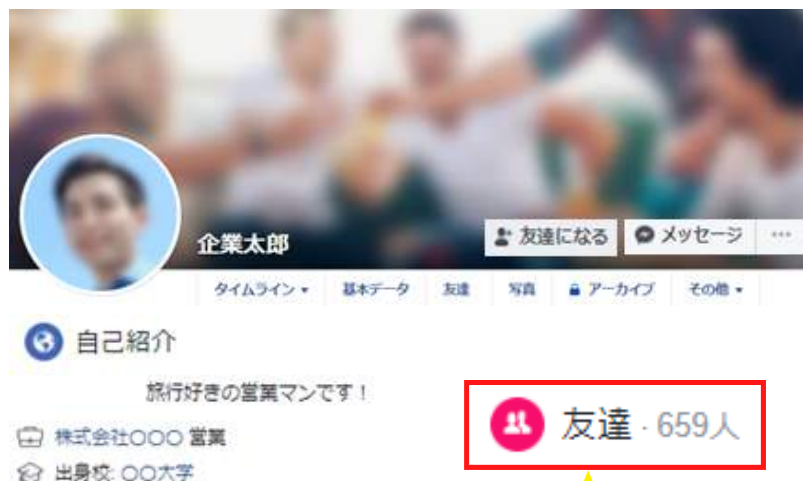 企業太郎
友達になる メッセージ ...
タイムライン 基本データ 友達 写真 アーカイブ その他
自己紹介
旅行好きの営業マンです！
友達 · 659人
株式会社○○○ 営業
出身校: ○○大学